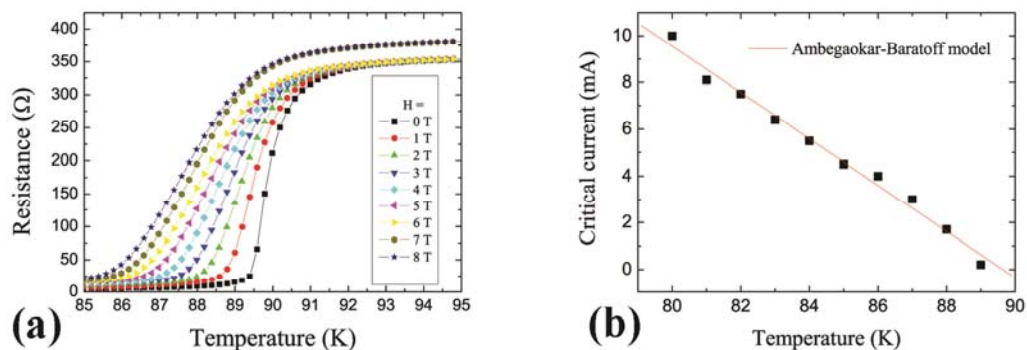 Resistance (Ω)
400
350
300
250
200
150
100
50
0
H =
0 T
1 T
2 T
3 T
4 T
5 T
6 T
7 T
8 T
85 86 87 88 89 90 91 92 93 94 95
Temperature (K)
(a)
Critical current (mA)
10
8
6
4
2
0
Ambegaokar-Baratoff model
80 82 84 86 88 90
Temperature (K)
(b)